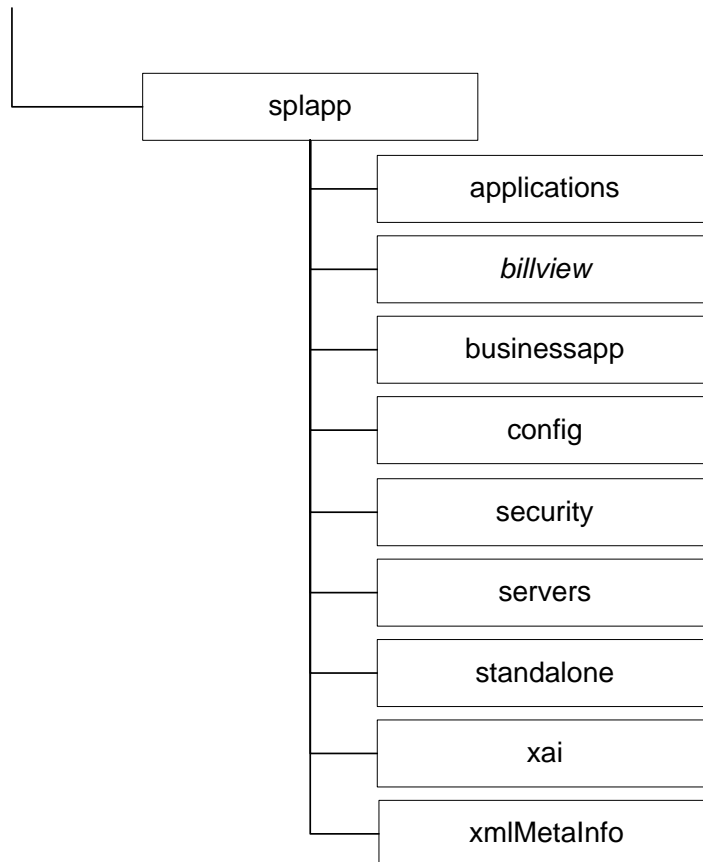 splapp
applications
billview
businessapp
config
security
servers
standalone
xai
xmlMetaInfo